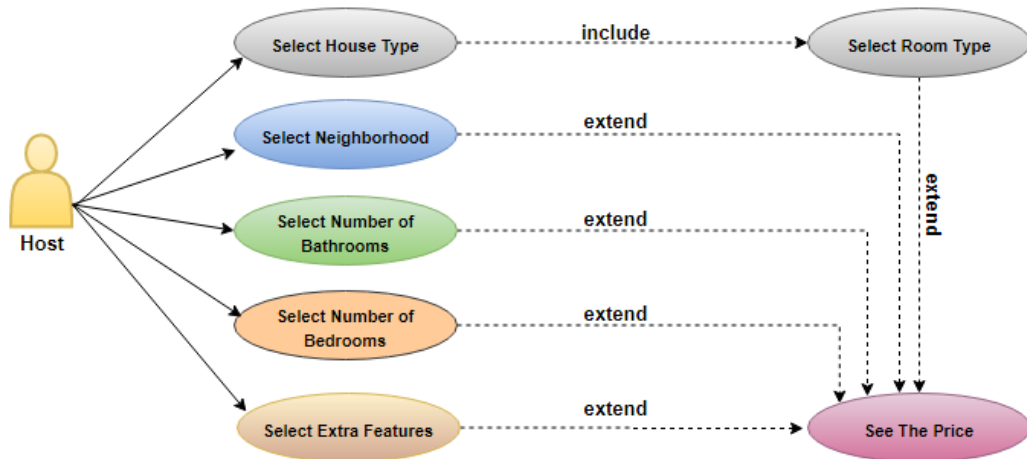 Select House Type
include
Select Room Type
Select Neighborhood
extend
extend
Host
Select Number of
Bathrooms
extend
Select Number of
Bedrooms
extend
Select Extra Features
extend
See The Price